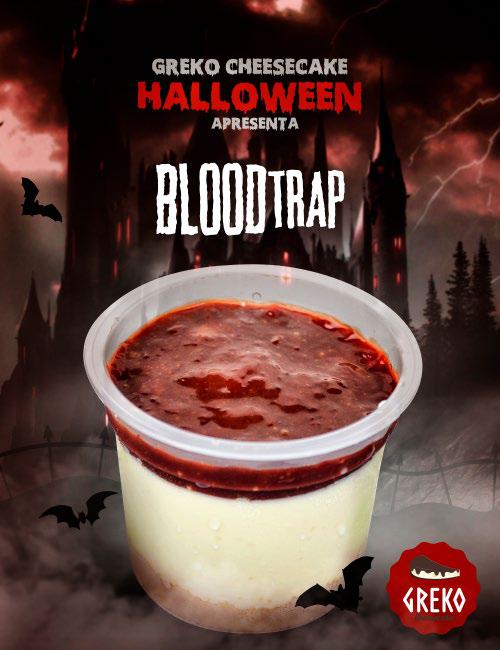 GREKO CHEESECAKE
HALLOWEEN
APRESENTA
BLOODTRAP
GREKO